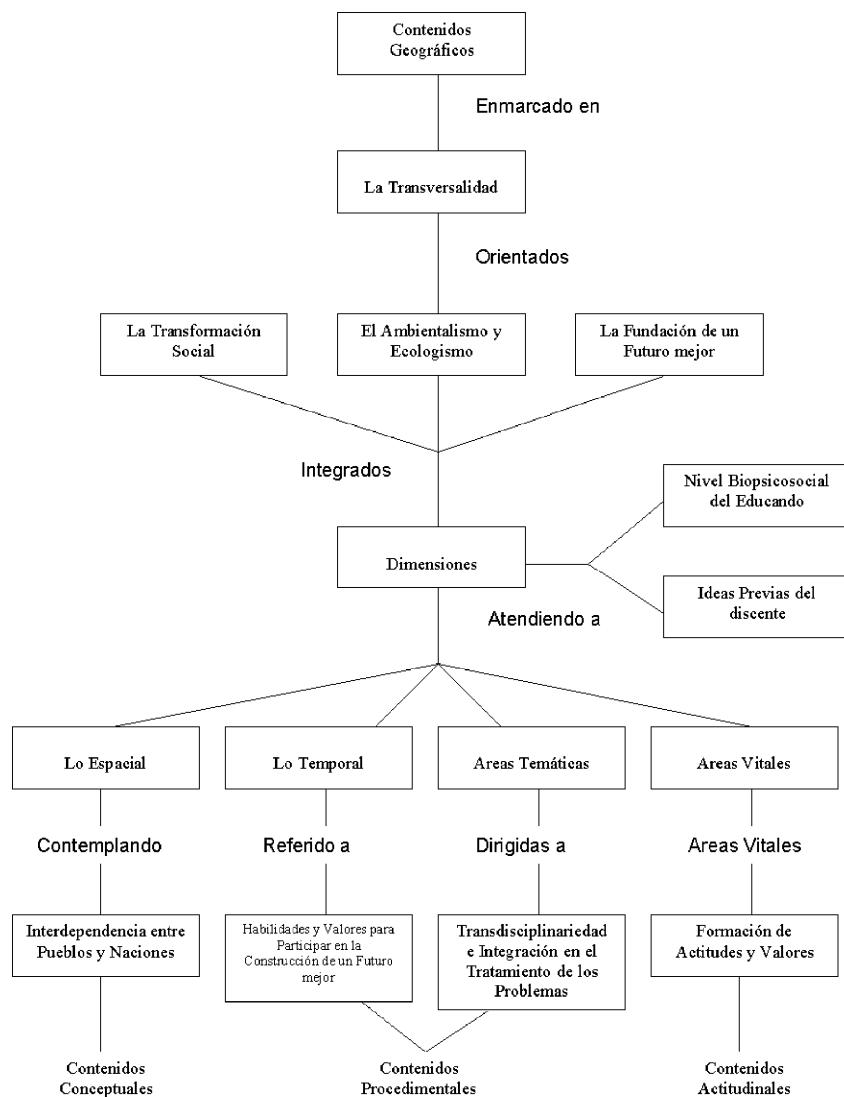 Contenidos
Geográficos
Enmarcado en
La Transversalidad
Orientados
La Transformación
Social
El Ambientalismo y
Ecologismo
La Fundación de un
Futuro mejor
Integrados
Nivel Biopsicosocial
del Educando
Dimensiones
Ideas Previas del
discente
Atendiendo a
Lo Espacial
Lo Temporal
Areas Temáticas
Areas Vitales
Contemplando
Referido a
Dirigidas a
Areas Vitales
Interdependencia entre
Pueblos y Naciones
Habilidades y Valores para
Participar en la
Construcción de un Futuro
mejor
Transdisciplinariedad
e Integración en el
Tratamiento de los
Problemas
Formación de
Actitudes y Valores
Contenidos
Conceptuales
Contenidos
Procedimentales
Contenidos
Actitudinales